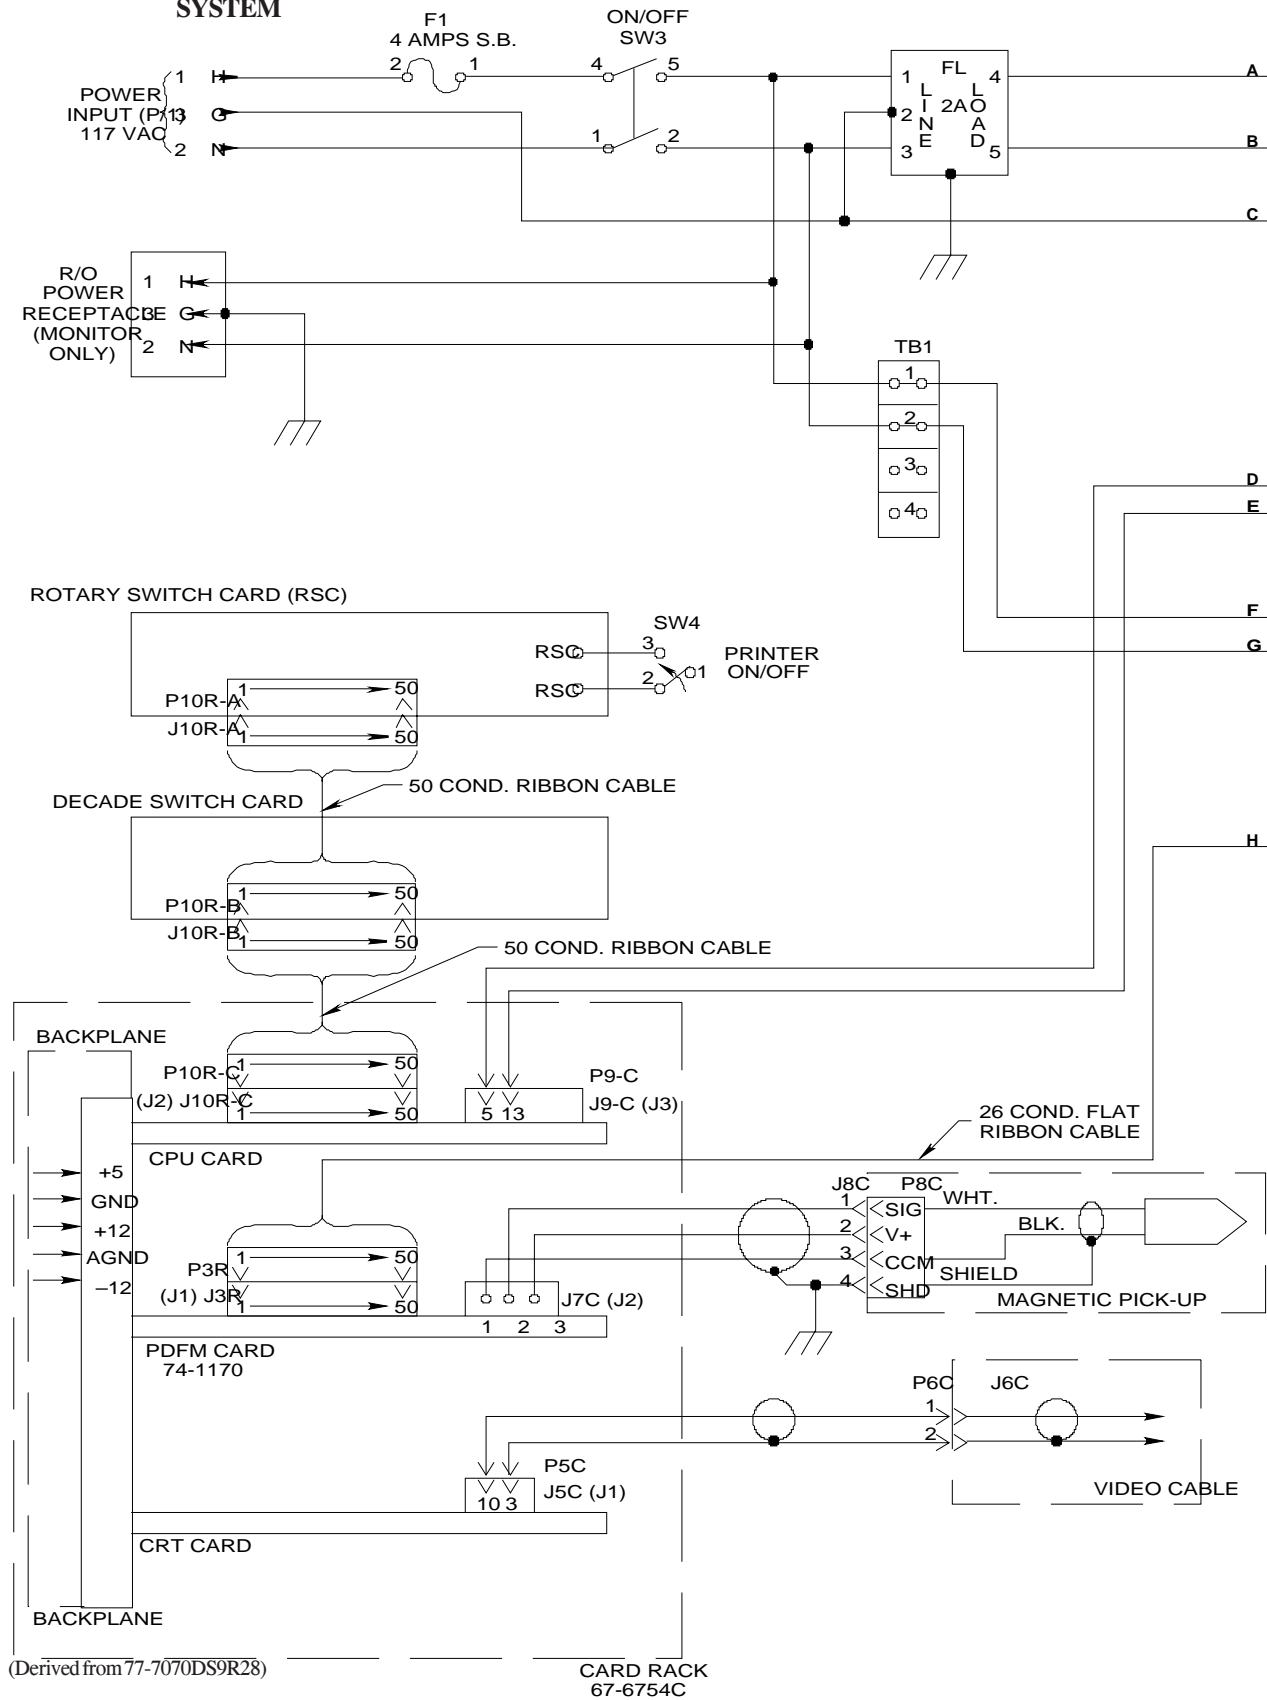 SYSTEM
F1
4 AMPS S.B.
2 1
ON/OFF
SW3
4 5
1 2
POWER
INPUT (P/1)
117 VAC
1 H
3 G
2 N
FL
2A
LINE
LOAD
1 4
2
3 5
A
B
C
R/O
POWER
RECEPTACLE
(MONITOR
ONLY)
1 H
3 G
2 N
TB1
1
2
3
4
D
E
F
G
ROTARY SWITCH CARD (RSC)
SW4
RSC 3
RSC 2
1
PRINTER
ON/OFF
P10R-A
1 50
J10R-A
1 50
50 COND. RIBBON CABLE
DECADE SWITCH CARD
H
P10R-B
1 50
J10R-B
1 50
50 COND. RIBBON CABLE
BACKPLANE
P10R-C
1 50
(J2) J10R-C
1 50
P9-C
J9-C (J3)
5 13
CPU CARD
26 COND. FLAT
RIBBON CABLE
+5
GND
+12
AGND
–12
J8C P8C
1 SIG
2 V+
3 CCM
4 SHD
WHT.
BLK.
SHIELD
MAGNETIC PICK-UP
P3R
1 50
(J1) J3R
1 50
J7C (J2)
1 2 3
PDFM CARD
74-1170
P6C J6C
1
2
VIDEO CABLE
P5C
J5C (J1)
10 3
CRT CARD
BACKPLANE
(Derived from 77-7070DS9R28)
CARD RACK
67-6754C